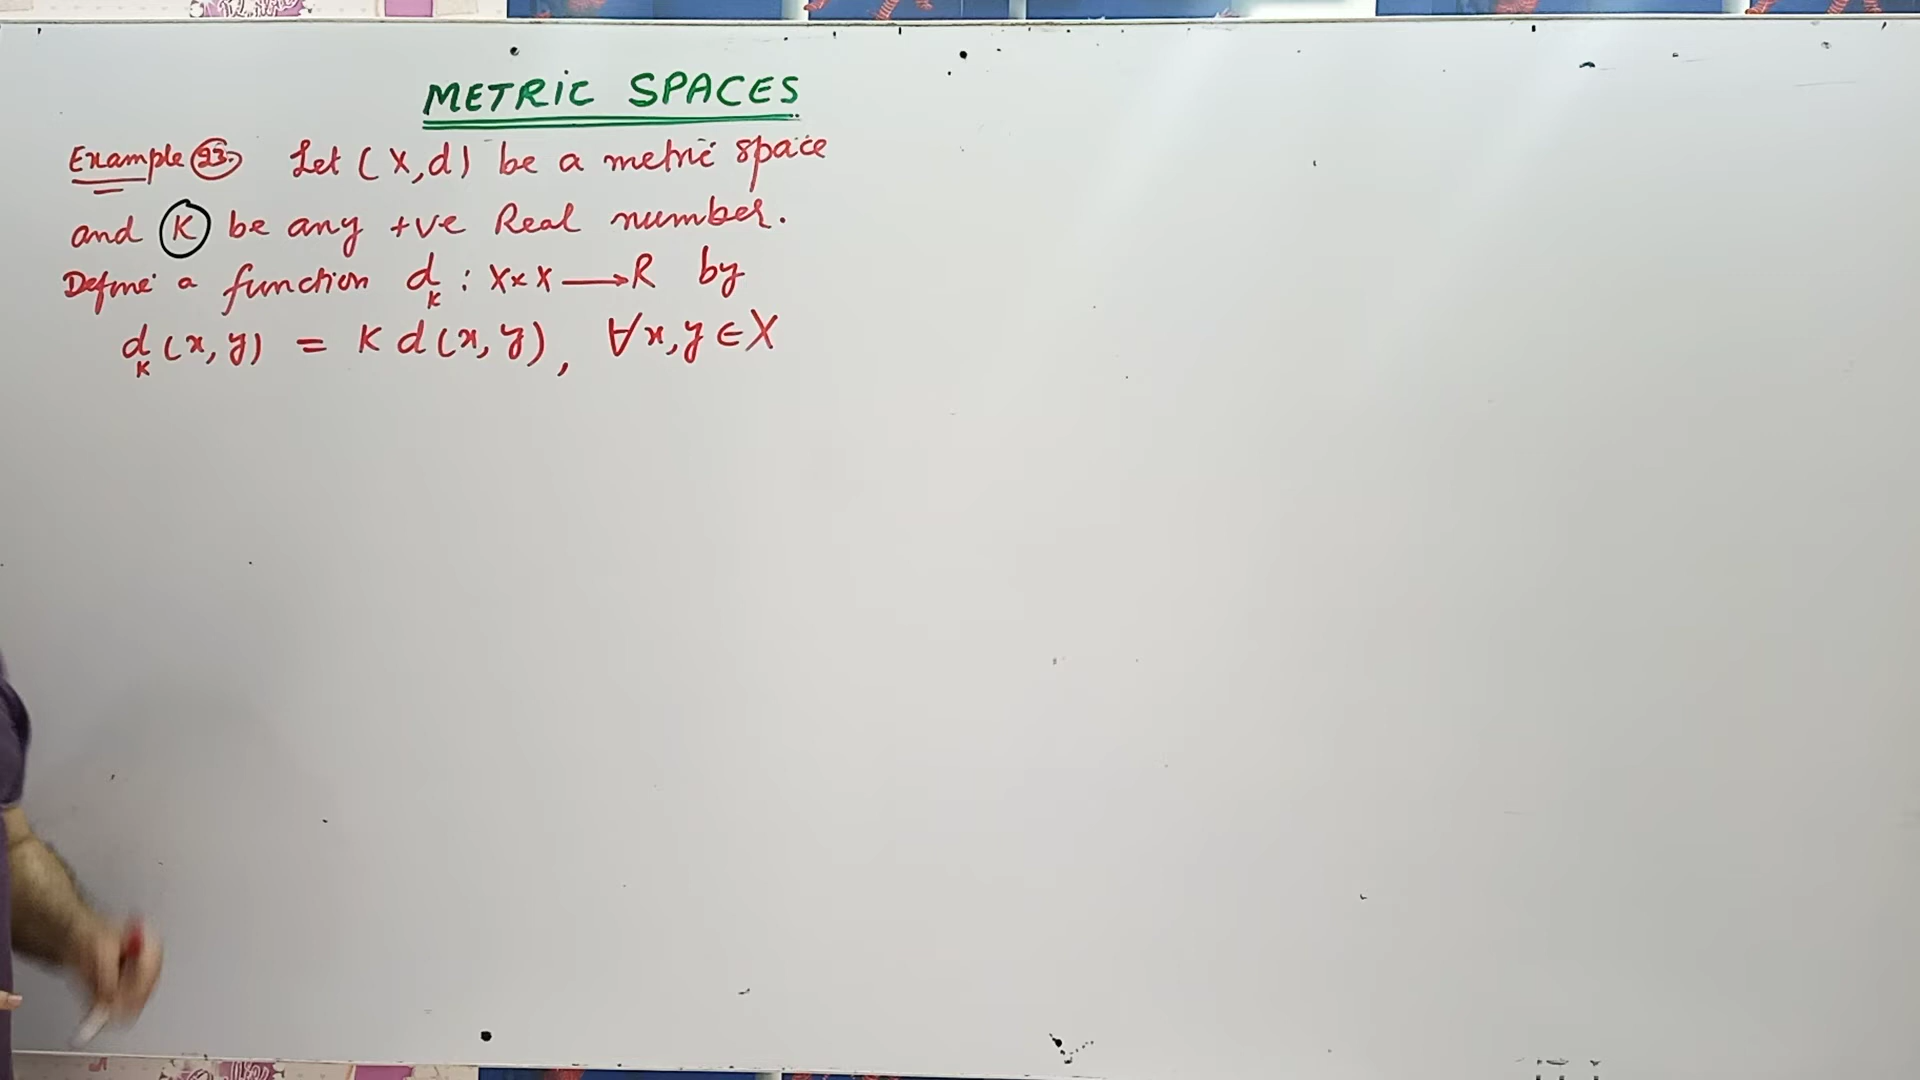 METRIC SPACES
Example 23. Let (X,d) be a metric space
and K be any +ve Real number.
Define a function d_K : X×X ⟶ R by
d_K(x,y) = K d(x,y), ∀x,y ∈ X